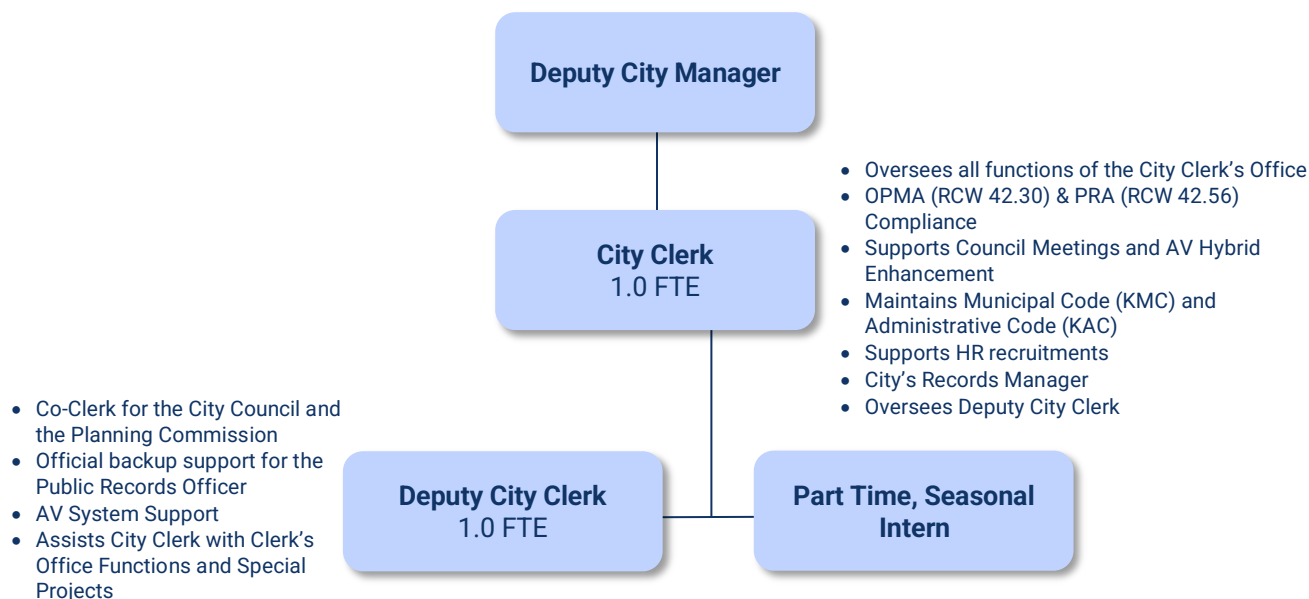 Deputy City Manager
• Oversees all functions of the City Clerk's Office
• OPMA (RCW 42.30) & PRA (RCW 42.56)
Compliance
• Supports Council Meetings and AV Hybrid
Enhancement
• Maintains Municipal Code (KMC) and
Administrative Code (KAC)
• Supports HR recruitments
• City's Records Manager
• Oversees Deputy City Clerk
City Clerk
1.0 FTE
• Co-Clerk for the City Council and
the Planning Commission
• Official backup support for the
Public Records Officer
• AV System Support
• Assists City Clerk with Clerk's
Office Functions and Special
Projects
Deputy City Clerk
1.0 FTE
Part Time, Seasonal
Intern